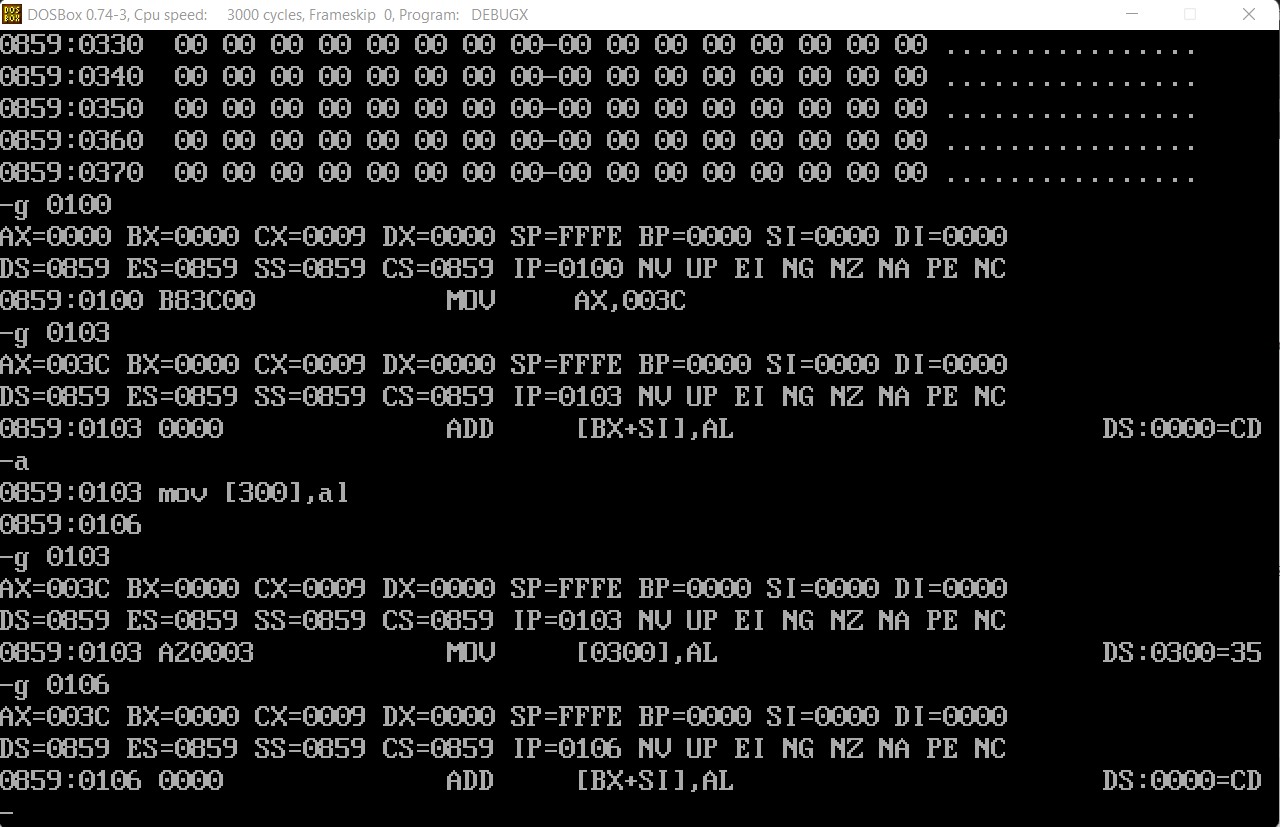 DOSBox 0.74-3, Cpu speed:    3000 cycles, Frameskip  0, Program:   DEBUGX
0859:0330  00 00 00 00 00 00 00 00-00 00 00 00 00 00 00 00 ................
0859:0340  00 00 00 00 00 00 00 00-00 00 00 00 00 00 00 00 ................
0859:0350  00 00 00 00 00 00 00 00-00 00 00 00 00 00 00 00 ................
0859:0360  00 00 00 00 00 00 00 00-00 00 00 00 00 00 00 00 ................
0859:0370  00 00 00 00 00 00 00 00-00 00 00 00 00 00 00 00 ................
-g 0100
AX=0000 BX=0000 CX=0009 DX=0000 SP=FFFE BP=0000 SI=0000 DI=0000
DS=0859 ES=0859 SS=0859 CS=0859 IP=0100 NV UP EI NG NZ NA PE NC
0859:0100 B83C00            MOV     AX,003C
-g 0103
AX=003C BX=0000 CX=0009 DX=0000 SP=FFFE BP=0000 SI=0000 DI=0000
DS=0859 ES=0859 SS=0859 CS=0859 IP=0103 NV UP EI NG NZ NA PE NC
0859:0103 0000              ADD     [BX+SI],AL                       DS:0000=CD
-a
0859:0103 mov [300],al
0859:0106
-g 0103
AX=003C BX=0000 CX=0009 DX=0000 SP=FFFE BP=0000 SI=0000 DI=0000
DS=0859 ES=0859 SS=0859 CS=0859 IP=0103 NV UP EI NG NZ NA PE NC
0859:0103 A20003            MOV     [0300],AL                        DS:0300=35
-g 0106
AX=003C BX=0000 CX=0009 DX=0000 SP=FFFE BP=0000 SI=0000 DI=0000
DS=0859 ES=0859 SS=0859 CS=0859 IP=0106 NV UP EI NG NZ NA PE NC
0859:0106 0000              ADD     [BX+SI],AL                       DS:0000=CD
-